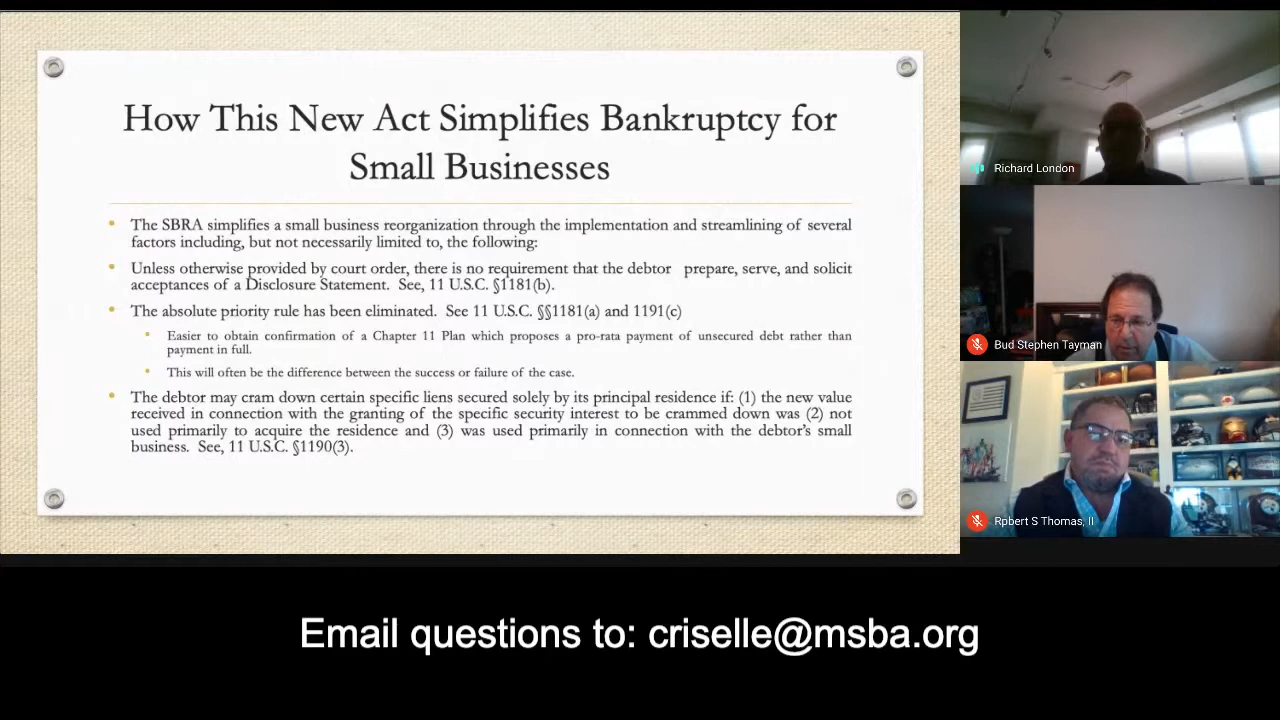 How This New Act Simplifies Bankruptcy for
Small Businesses
• The SBRA simplifies a small business reorganization through the implementation and streamlining of several
factors including, but not necessarily limited to, the following:
• Unless otherwise provided by court order, there is no requirement that the debtor prepare, serve, and solicit
acceptances of a Disclosure Statement. See, 11 U.S.C. §1181(b).
• The absolute priority rule has been eliminated. See 11 U.S.C. §§1181(a) and 1191(c)
• Easier to obtain confirmation of a Chapter 11 Plan which proposes a pro-rata payment of unsecured debt rather than
payment in full.
• This will often be the difference between the success or failure of the case.
• The debtor may cram down certain specific liens secured solely by its principal residence if: (1) the new value
received in connection with the granting of the specific security interest to be crammed down was (2) not
used primarily to acquire the residence and (3) was used primarily in connection with the debtor's small
business. See, 11 U.S.C. §1190(3).
Richard London
Bud Stephen Tayman
Rpbert S Thomas, II
Email questions to: criselle@msba.org